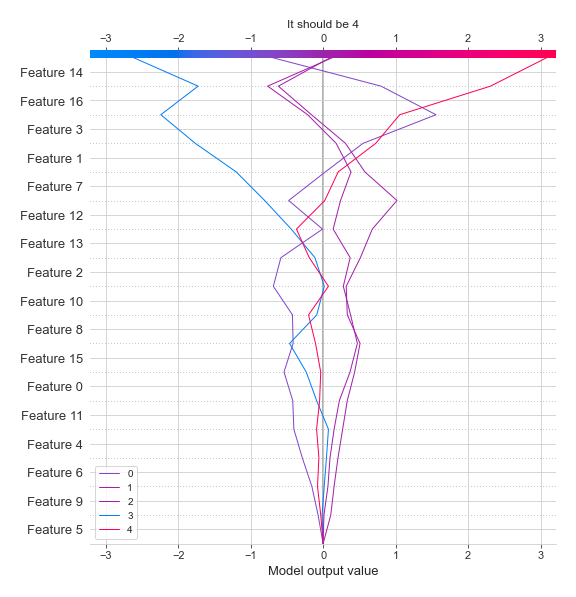 It should be 4
−3 −2 −1 0 1 2 3
Feature 14
Feature 16
Feature 3
Feature 1
Feature 7
Feature 12
Feature 13
Feature 2
Feature 10
Feature 8
Feature 15
Feature 0
Feature 11
Feature 4
Feature 6
Feature 9
Feature 5
0
1
2
3
4
−3 −2 −1 0 1 2 3
Model output value